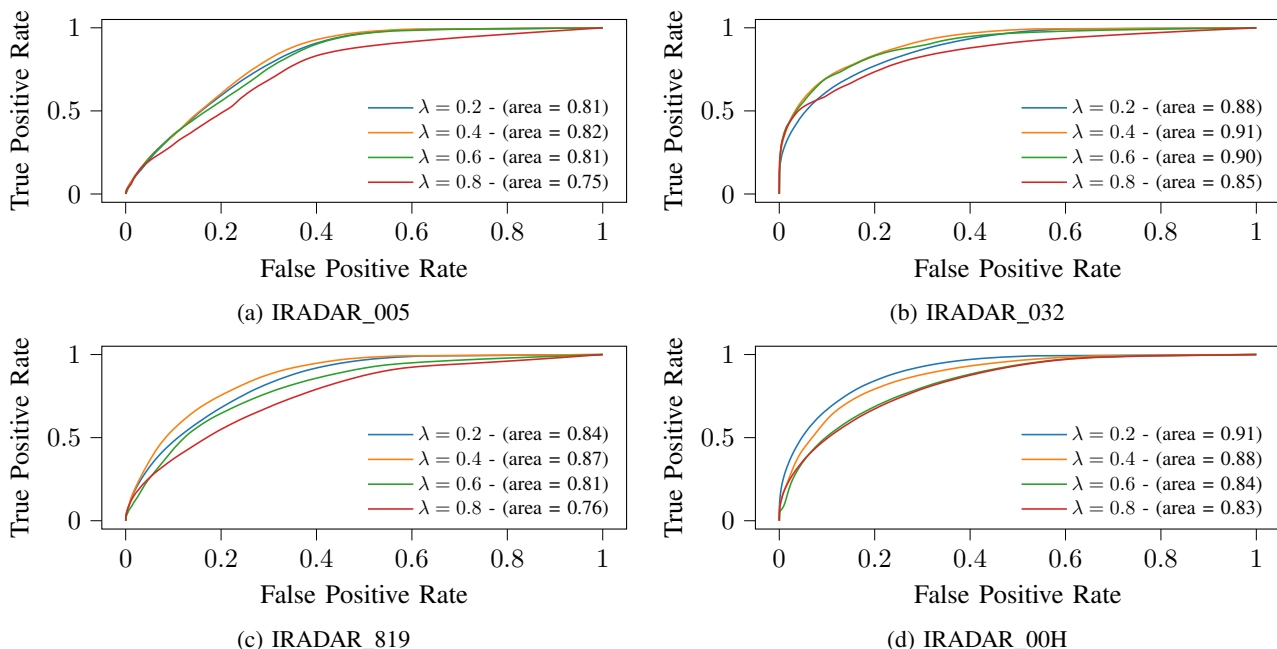 True Positive Rate
1
0.5
0
λ = 0.2 - (area = 0.81)
λ = 0.4 - (area = 0.82)
λ = 0.6 - (area = 0.81)
λ = 0.8 - (area = 0.75)
0 0.2 0.4 0.6 0.8 1
False Positive Rate
(a) IRADAR_005
True Positive Rate
1
0.5
0
λ = 0.2 - (area = 0.88)
λ = 0.4 - (area = 0.91)
λ = 0.6 - (area = 0.90)
λ = 0.8 - (area = 0.85)
0 0.2 0.4 0.6 0.8 1
False Positive Rate
(b) IRADAR_032
True Positive Rate
1
0.5
0
λ = 0.2 - (area = 0.84)
λ = 0.4 - (area = 0.87)
λ = 0.6 - (area = 0.81)
λ = 0.8 - (area = 0.76)
0 0.2 0.4 0.6 0.8 1
False Positive Rate
(c) IRADAR_819
True Positive Rate
1
0.5
0
λ = 0.2 - (area = 0.91)
λ = 0.4 - (area = 0.88)
λ = 0.6 - (area = 0.84)
λ = 0.8 - (area = 0.83)
0 0.2 0.4 0.6 0.8 1
False Positive Rate
(d) IRADAR_00H